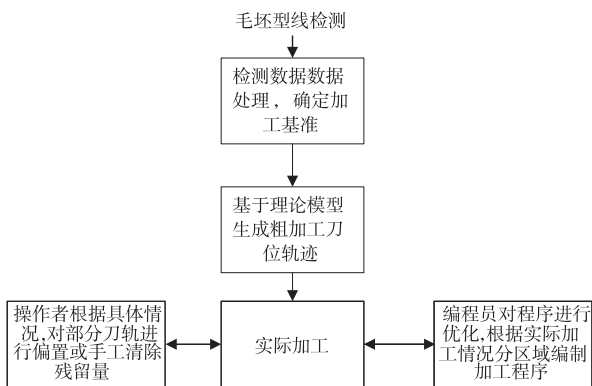 毛坯型线检测
检测数据数据
处理，确定加
工基准
基于理论模型
生成粗加工刀
位轨迹
操作者根据具体情
况,对部分刀轨进
行偏置或手工清除
残留量
实际加工
编程员对程序进行
优化,根据实际加
工情况分区域编制
加工程序